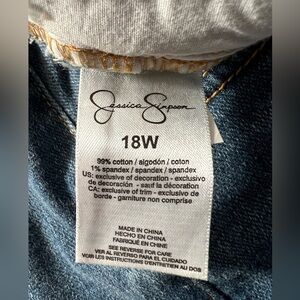 Jessica Simpson
18W
99% cotton / algodón / coton
1% spandex / spandex / spandex
US: exclusive of decoration - exclusivo
de decoración - sauf la décoration
CA: exclusive of trim - exclusivo de
borde - garniture non comprise
MADE IN CHINA
HECHO EN CHINA
FABRIQUÉ EN CHINE
SEE REVERSE FOR CARE
VER AL REVERSO PARA EL CUIDADO
VOIR LES INSTRUCTIONS D'ENTRETIEN AU DOS